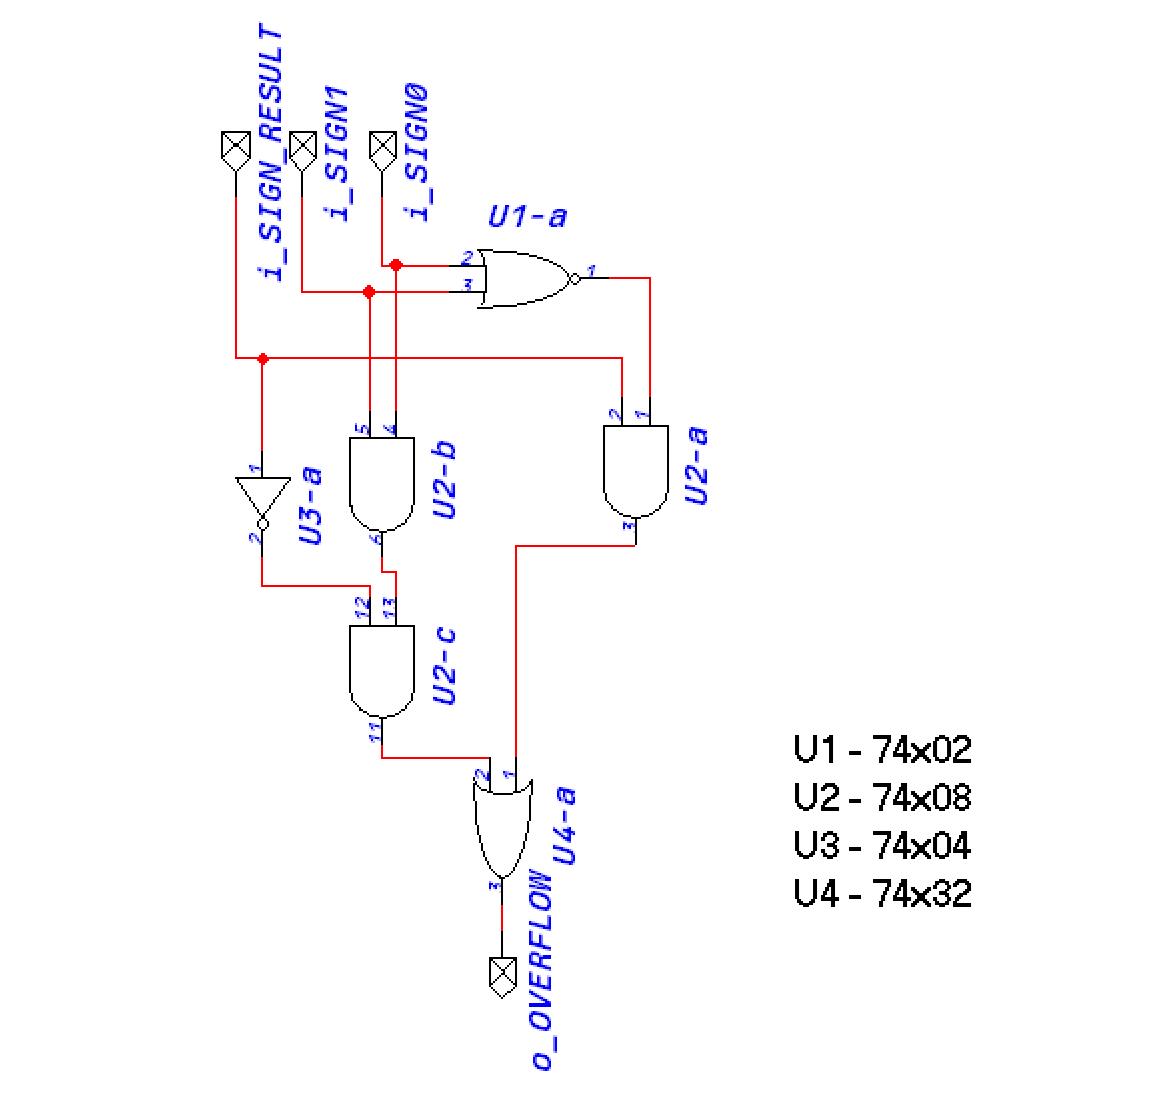 i_SIGN_RESULT
i_SIGN1
i_SIGN0
U1-a
2
3
1
5
4
U2-b
2
1
U2-a
3
1
U3-a
2
6
12
13
U2-c
11
2
1
U4-a
3
o_OVERFLOW
U1 - 74x02
U2 - 74x08
U3 - 74x04
U4 - 74x32